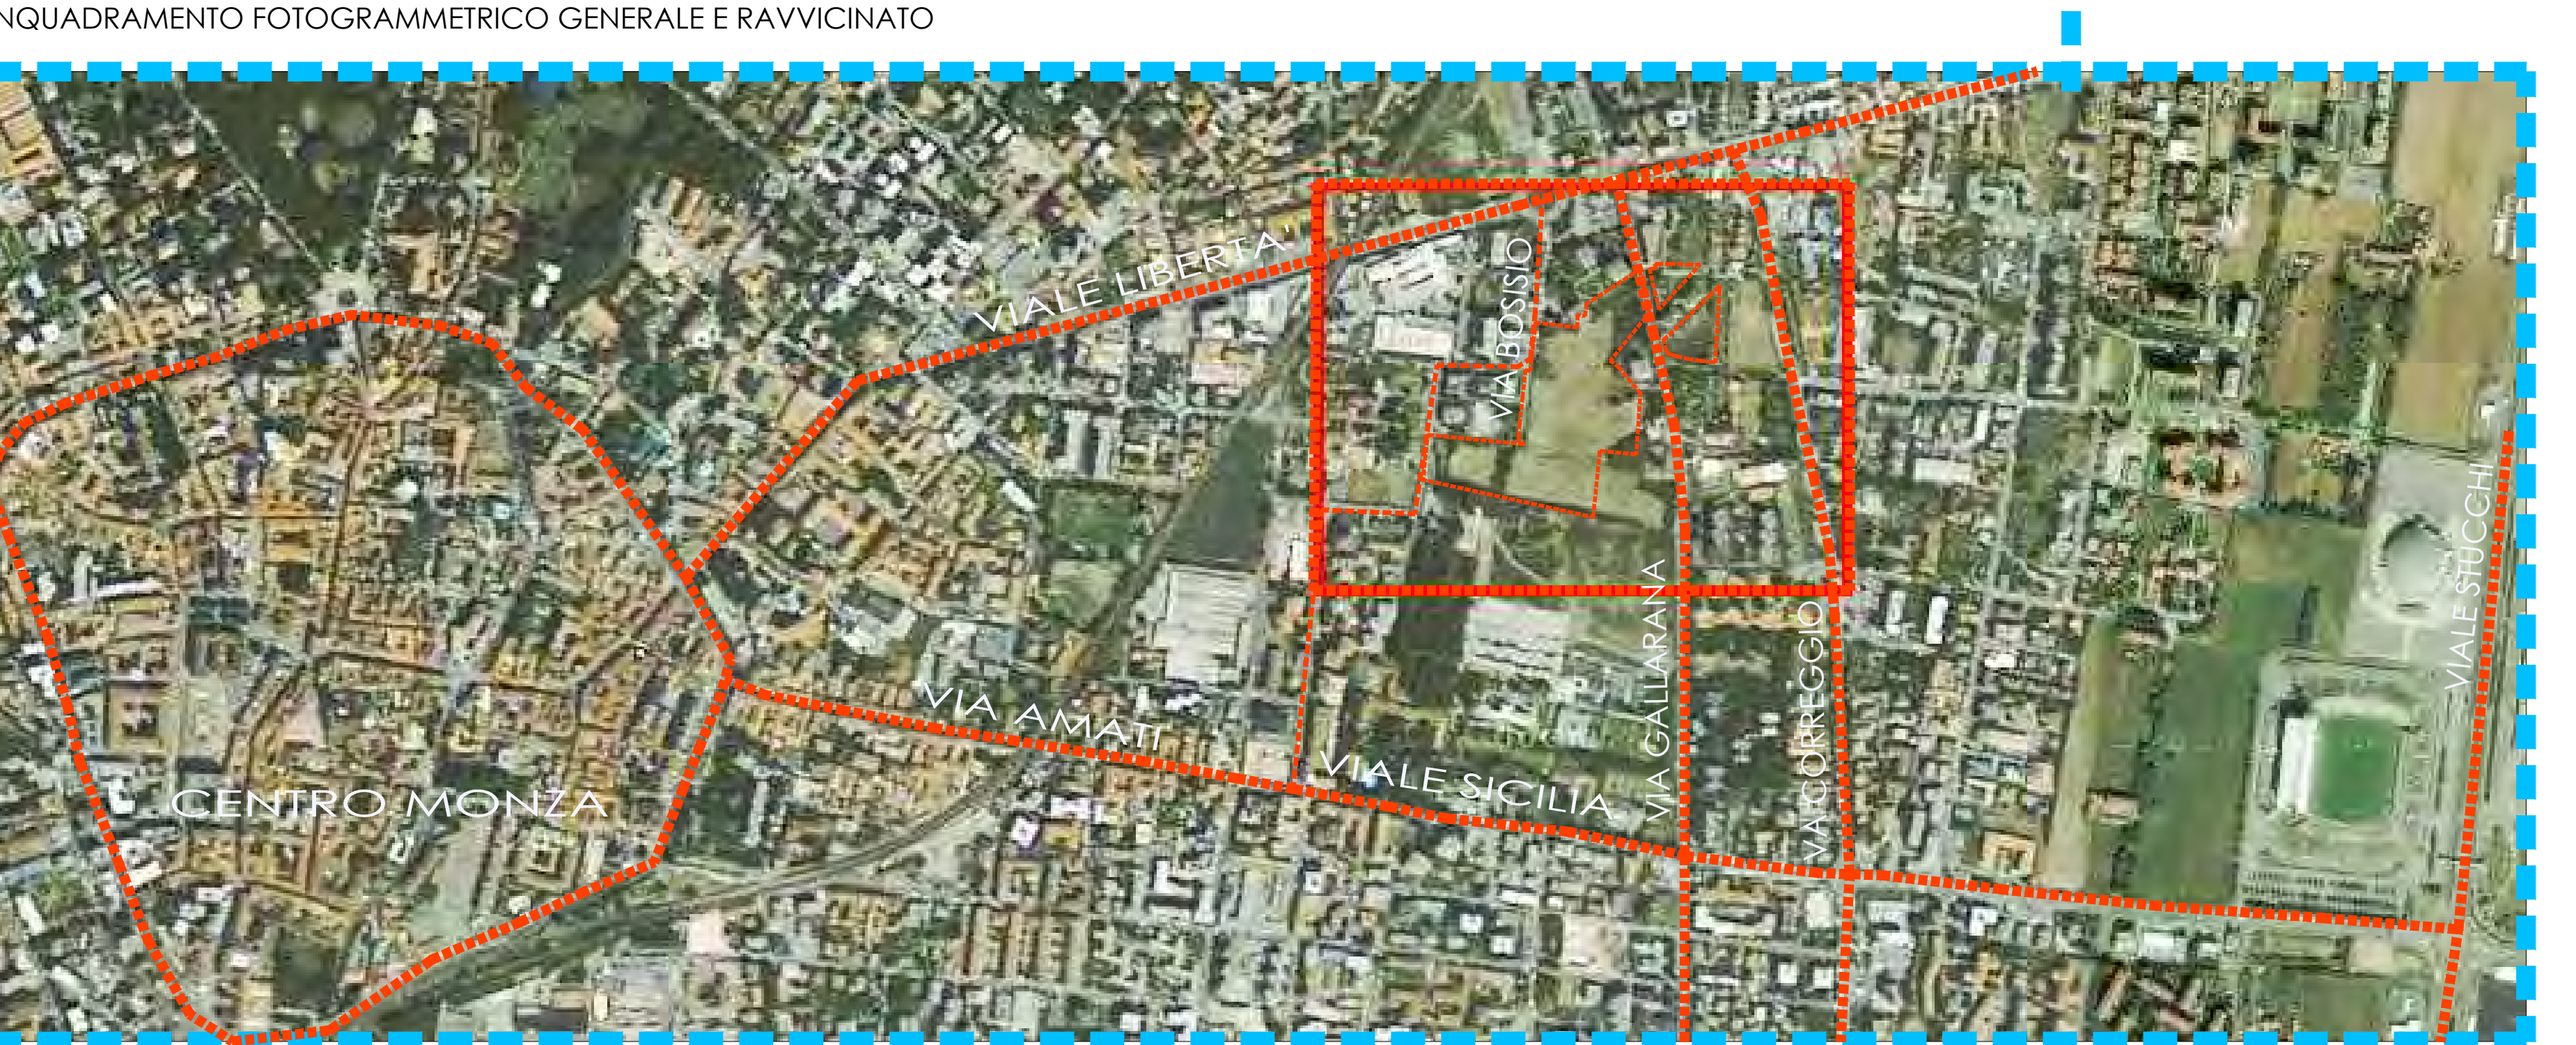 NQUADRAMENTO FOTOGRAMMETRICO GENERALE E RAVVICINATO
VIALE LIBERTA'
VIA BOSISIO
VIA GALLARANA
VIA CORREGGIO
VIALE STUCCHI
VIA AMATI
VIALE SICILIA
CENTRO MONZA